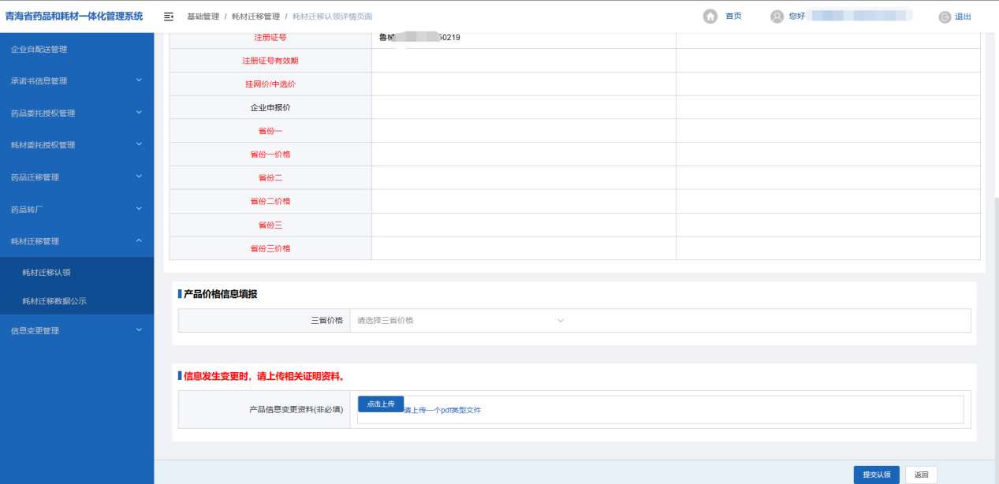 青海省药品和耗材一体化管理系统
基础管理 / 耗材迁移管理 / 耗材迁移认领详情页面
首页
您好
退出
企业自配送管理
承诺书信息管理
药品委托授权管理
耗材委托授权管理
药品迁移管理
药品转厂
耗材迁移管理
耗材迁移认领
耗材迁移数据公示
信息变更管理
注册证号 鲁械 50219
注册证号有效期
挂网价/中选价
企业申报价
省份一
省份一价格
省份二
省份二价格
省份三
省份三价格
产品价格信息填报
三省价格 请选择三省价格
信息发生变更时，请上传相关证明资料。
产品信息变更资料(非必填) 点击上传 请上传一个pdf类型文件
提交认领 返回